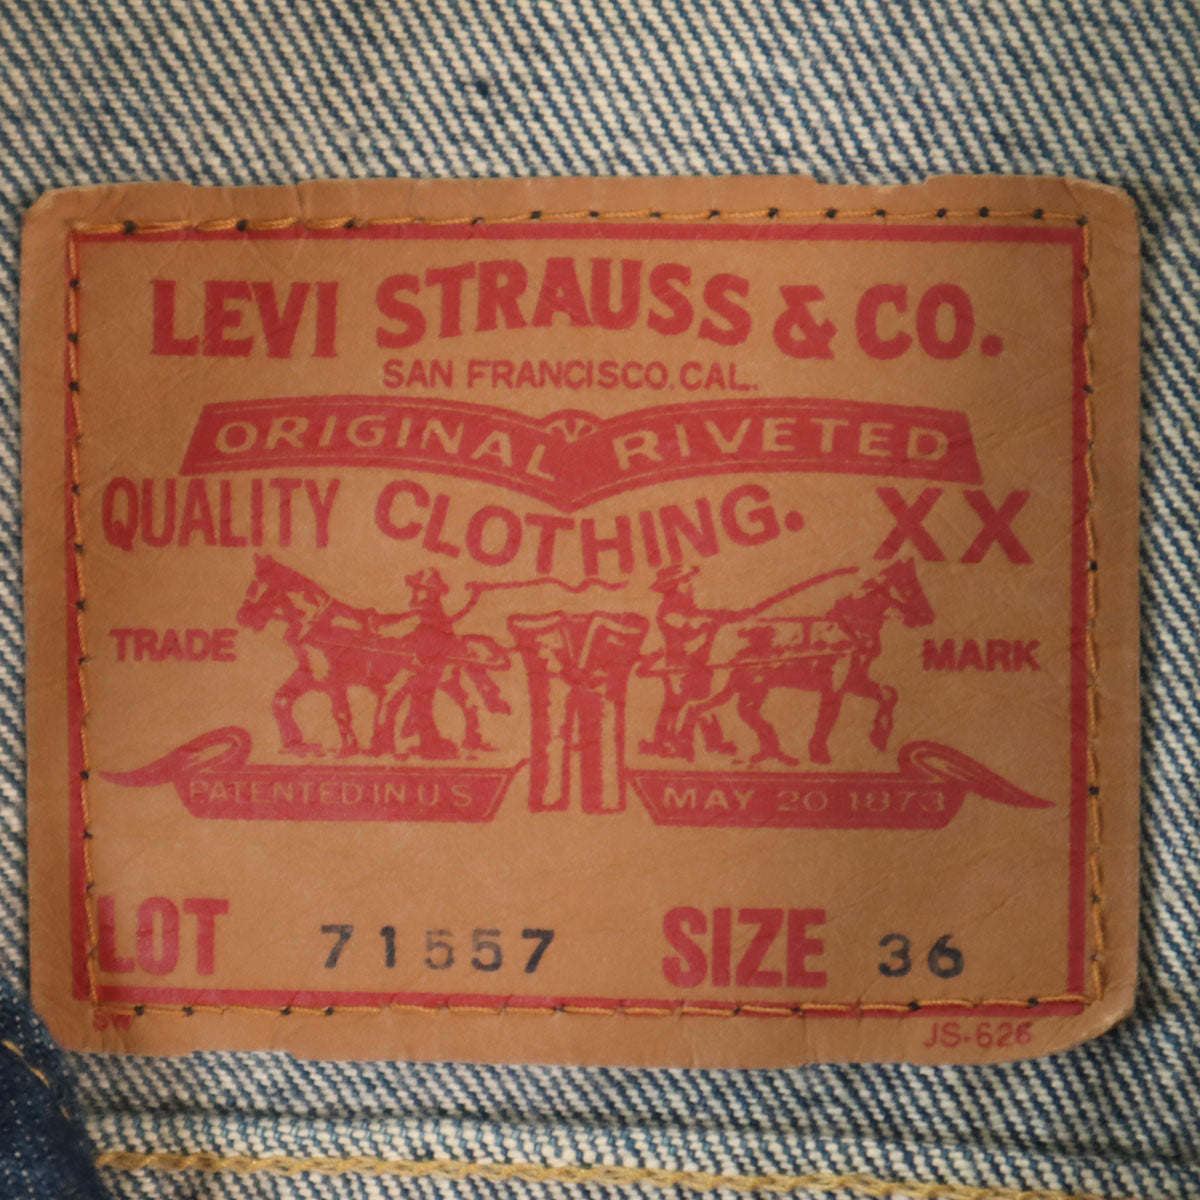 LEVI STRAUSS & CO.
SAN FRANCISCO, CAL.
ORIGINAL RIVETED
QUALITY CLOTHING. XX
TRADE MARK
PATENTED IN U S MAY 20 1873
LOT 71557 SIZE 36
SW JS-626